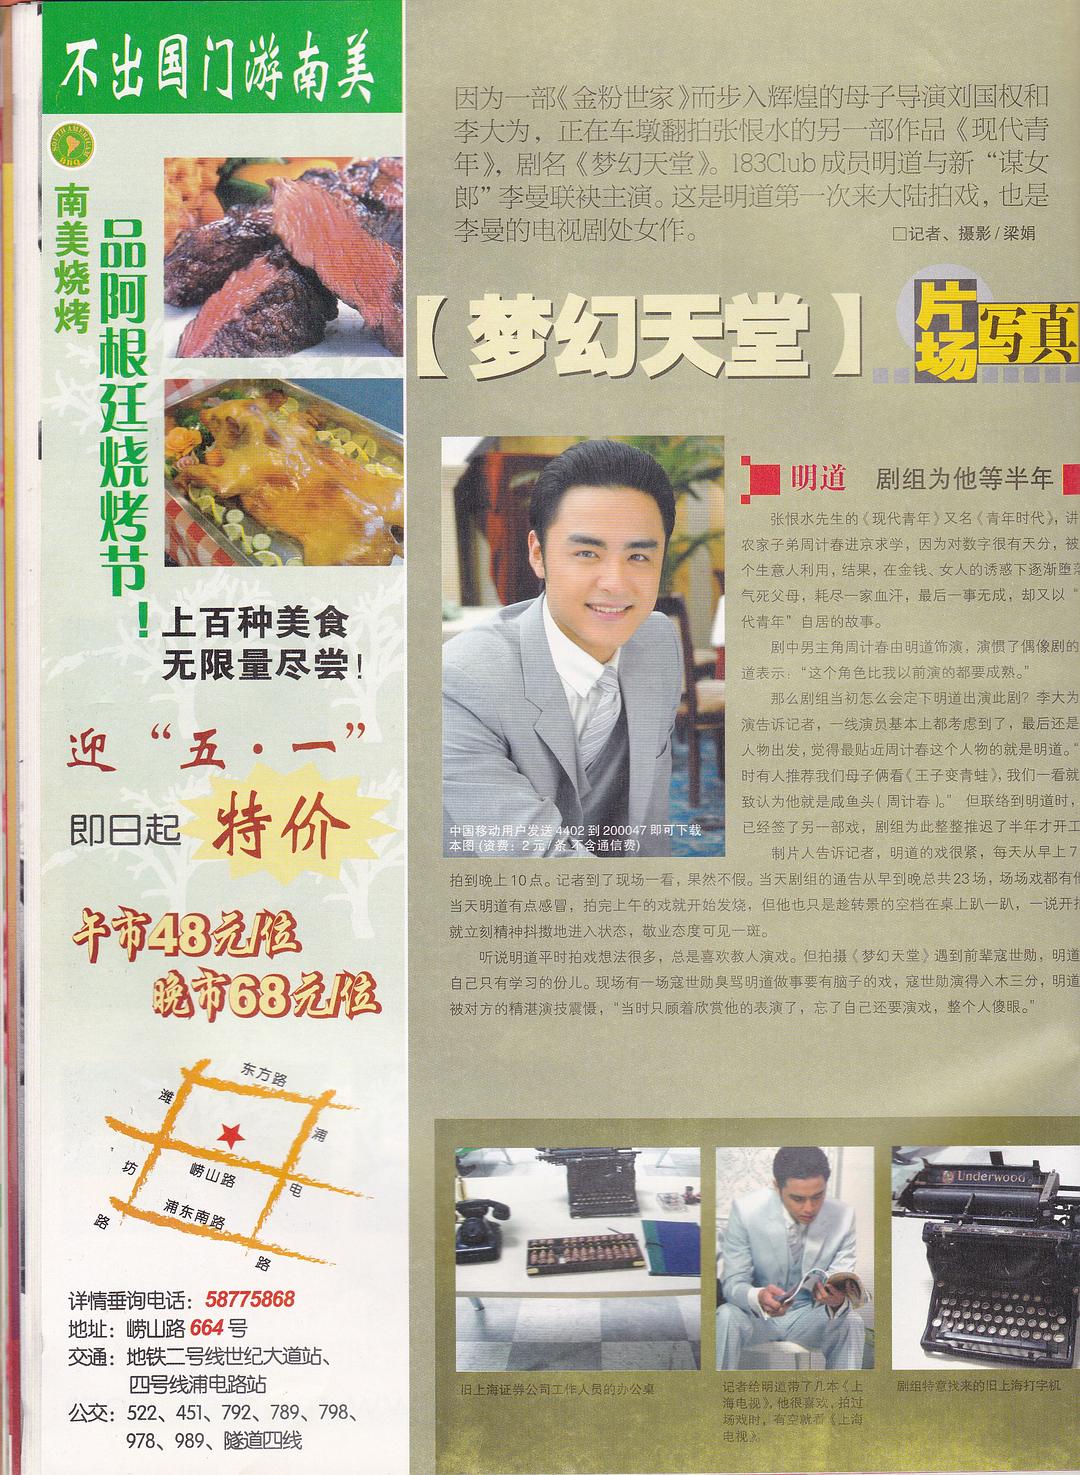 不出国门游南美
SOUTH AMERICAN
BBQ
南美烧烤
品阿根廷烧烤节！
上百种美食
无限量尽尝！
迎“五·一”
即日起
特价
午市48元/位
晚市68元/位
东方路
潍
浦
坊
崂山路
电
浦东南路
路
路
详情垂询电话：58775868
地址：崂山路664号
交通：地铁二号线世纪大道站、
四号线浦电路站
公交：522、451、792、789、798、
978、989、隧道四线
因为一部《金粉世家》而步入辉煌的母子导演刘国权和
李大为，正在车墩翻拍张恨水的另一部作品《现代青
年》，剧名《梦幻天堂》。183Club成员明道与新“谋女
郎”李曼联袂主演。这是明道第一次来大陆拍戏，也是
李曼的电视剧处女作。
□记者、摄影/梁娟
【梦幻天堂】
片场写真
明道 剧组为他等半年
张恨水先生的《现代青年》又名《青年时代》，讲
农家子弟周计春进京求学，因为对数字很有天分，被
个生意人利用，结果，在金钱、女人的诱惑下逐渐堕落
气死父母，耗尽一家血汗，最后一事无成，却又以“
代青年”自居的故事。
剧中男主角周计春由明道饰演，演惯了偶像剧的
道表示：“这个角色比我以前演的都要成熟。”
那么剧组当初怎么会定下明道出演此剧？李大为
演告诉记者，一线演员基本上都考虑到了，最后还是
人物出发，觉得最贴近周计春这个人物的就是明道。“
时有人推荐我们母子俩看《王子变青蛙》，我们一看就
致认为他就是咸鱼头（周计春）。”但联络到明道时，
已经签了另一部戏，剧组为此整整推迟了半年才开工
制片人告诉记者，明道的戏很紧，每天从早上7
拍到晚上10点。记者到了现场一看，果然不假。当天剧组的通告从早到晚总共23场，场场戏都有他
当天明道有点感冒，拍完上午的戏就开始发烧，但他也只是趁转景的空档在桌上趴一趴，一说开拍
就立刻精神抖擞地进入状态，敬业态度可见一斑。
听说明道平时拍戏想法很多，总是喜欢教人演戏。但拍摄《梦幻天堂》遇到前辈寇世勋，明道
自己只有学习的份儿。现场有一场寇世勋臭骂明道做事要有脑子的戏，寇世勋演得入木三分，明道
被对方的精湛演技震慑，“当时只顾着欣赏他的表演了，忘了自己还要演戏，整个人傻眼。”
中国移动用户发送4402到200047即可下载
本图(资费：2元/条 不含通信费)
Underwood
旧上海证券公司工作人员的办公桌
记者给明道带了几本《上
海电视》，他很喜欢，拍过
场戏时，有空就看《上海
电视》。
剧组特意找来的旧上海打字机